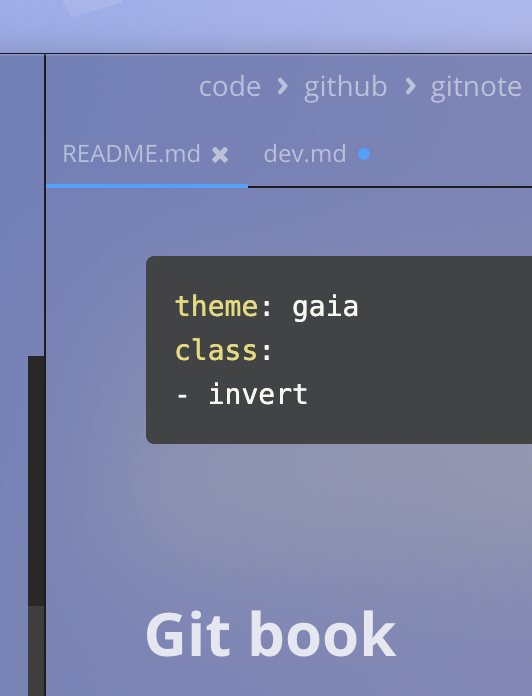 code › github › gitnote
README.md ✖ dev.md
theme: gaia
class:
- invert
Git book